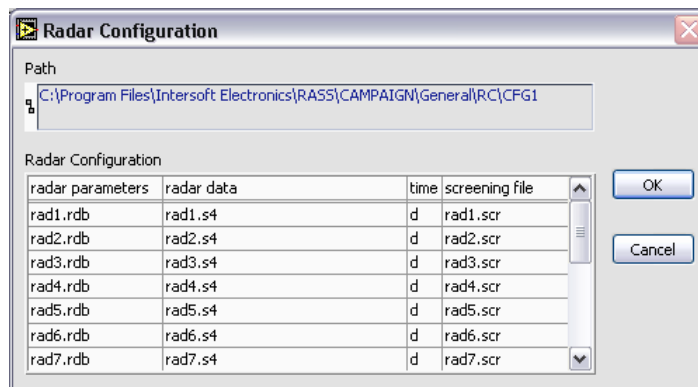 Radar Configuration
Path
C:\Program Files\Intersoft Electronics\RASS\CAMPAIGN\General\RC\CFG1
Radar Configuration
radar parameters radar data time screening file
rad1.rdb rad1.s4 d rad1.scr
rad2.rdb rad2.s4 d rad2.scr
rad3.rdb rad3.s4 d rad3.scr
rad4.rdb rad4.s4 d rad4.scr
rad5.rdb rad5.s4 d rad5.scr
rad6.rdb rad6.s4 d rad6.scr
rad7.rdb rad7.s4 d rad7.scr
OK
Cancel